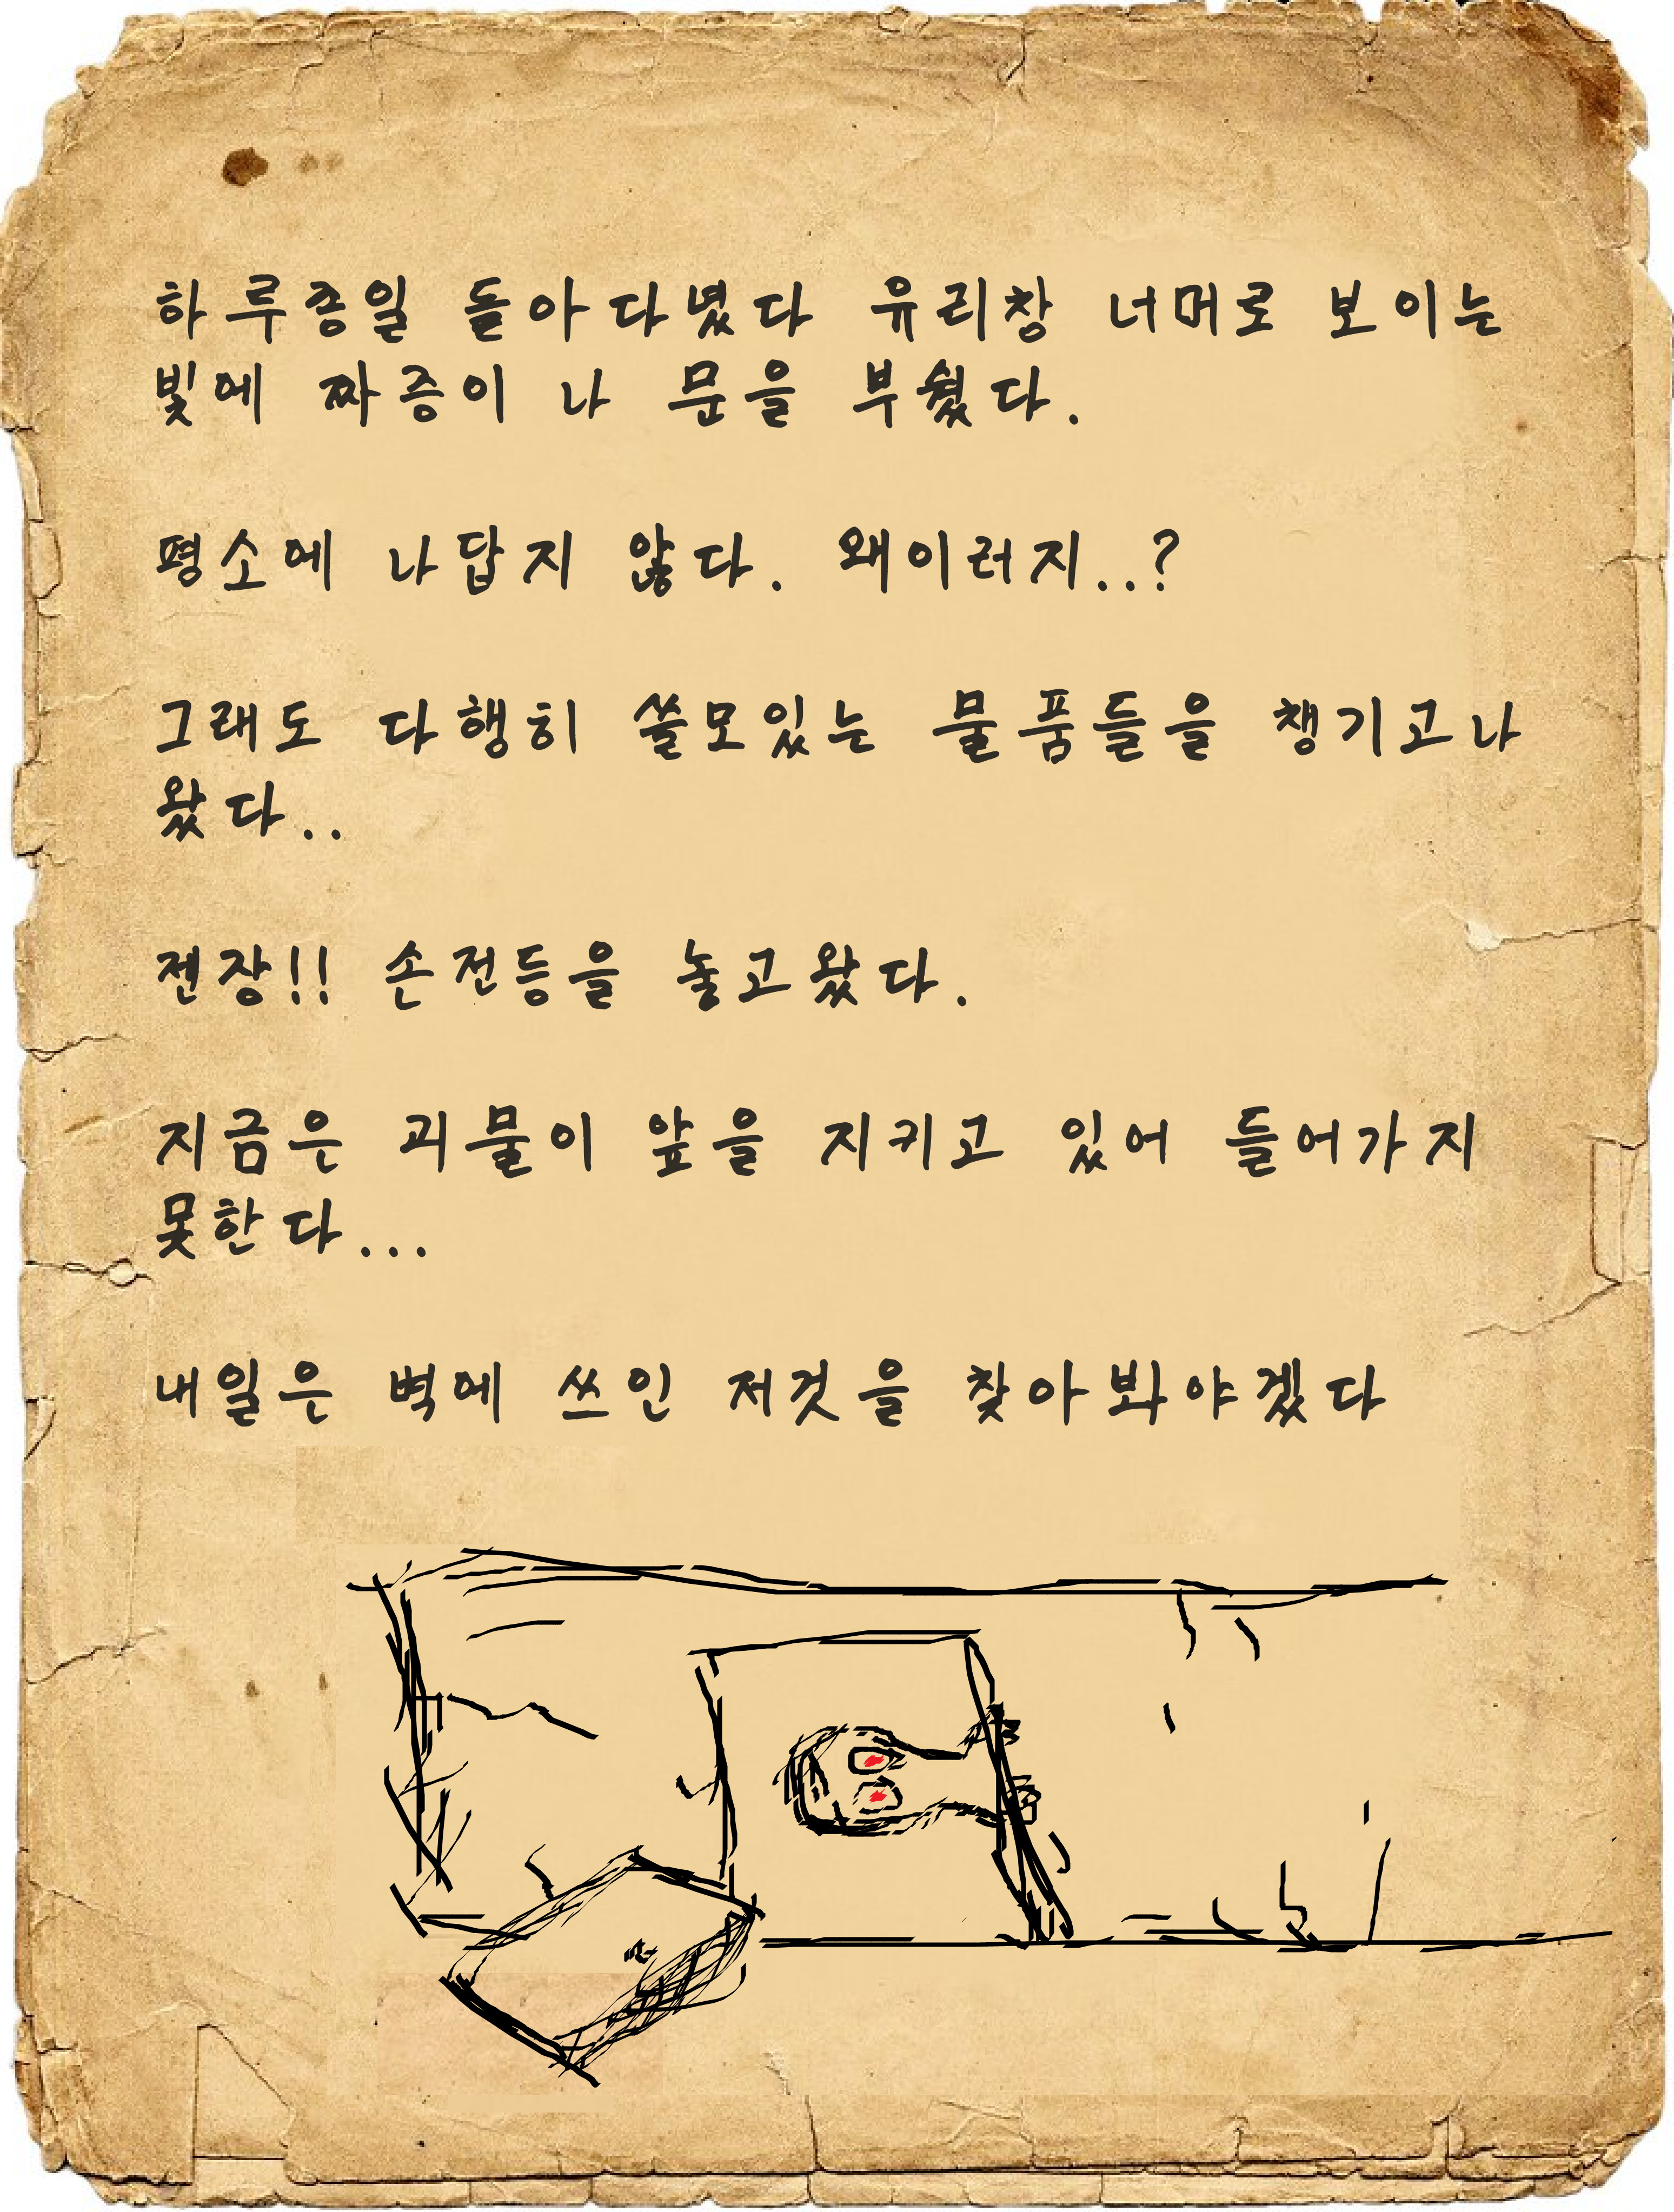 하루종일 돌아다녔다 유리창 너머로 보이는
빛에 짜증이 나 문을 부쉈다.
평소에 나답지 않다. 왜이러지..?
그래도 다행히 쓸모있는 물품들을 챙기고나
왔다..
젠장!! 손전등을 놓고왔다.
지금은 괴물이 앞을 지키고 있어 들어가지
못한다...
내일은 벽에 쓰인 저것을 찾아봐야겠다